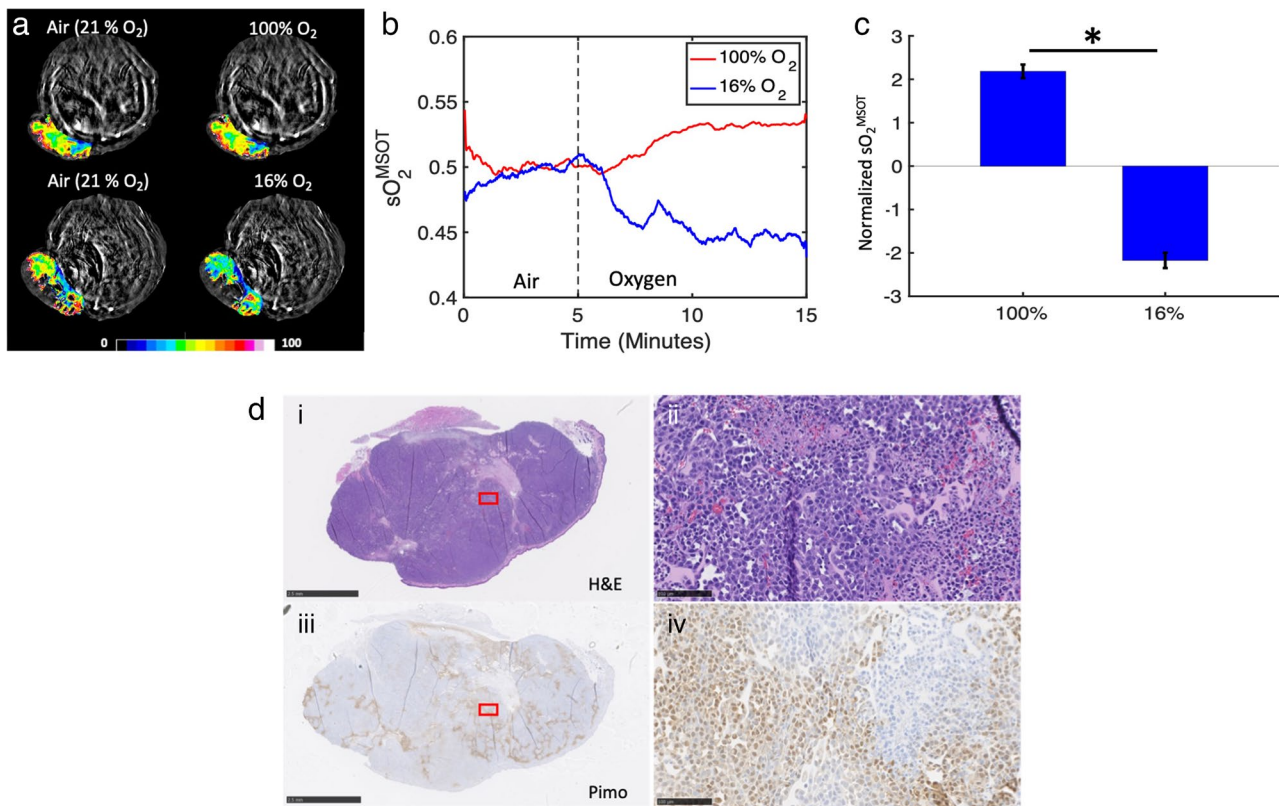 a
Air (21 % O₂)
100% O₂
Air (21 % O₂)
16% O₂
0
100
b
0.6
0.55
0.5
0.45
0.4
sO₂ᴹˢᴼᵀ
100% O₂
16% O₂
Air
Oxygen
0
5
10
15
Time (Minutes)
c
3
2
1
0
-1
-2
-3
Normalized sO₂ᴹˢᴼᵀ
*
100%
16%
d
i
H&E
ii
iii
Pimo
iv